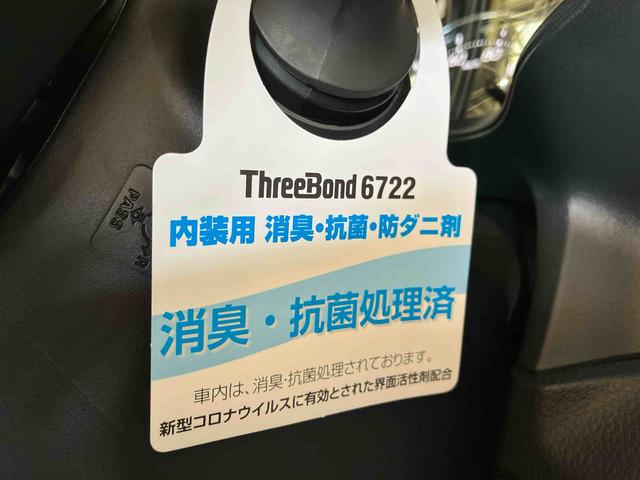 ThreeBond 6722
内装用 消臭・抗菌・防ダニ剤
消臭・抗菌処理済
車内は、消臭・抗菌処理されております。
新型コロナウイルスに有効とされた界面活性剤配合
PASS